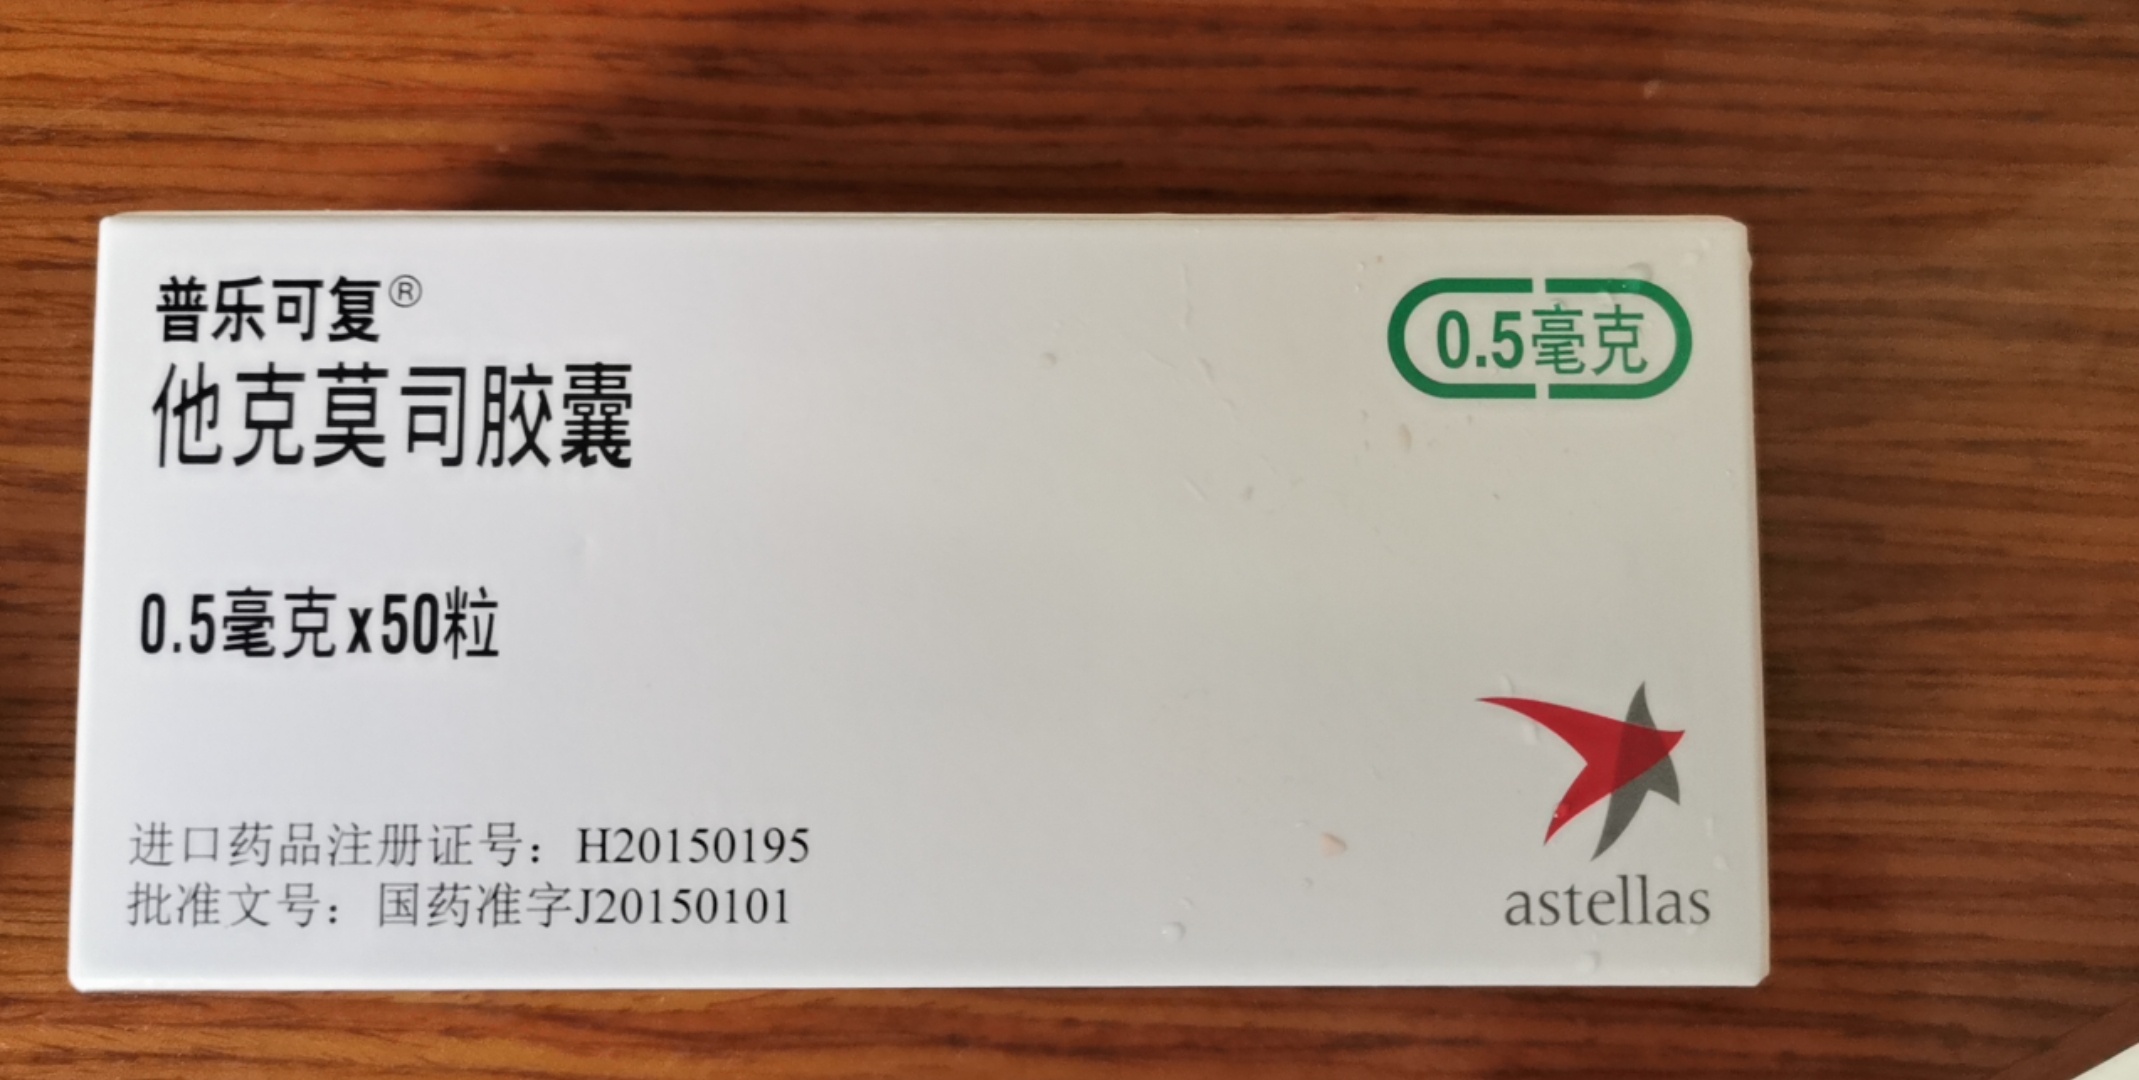 普乐可复®
他克莫司胶囊
0.5毫克
0.5毫克x50粒
进口药品注册证号：H20150195
批准文号：国药准字J20150101
astellas